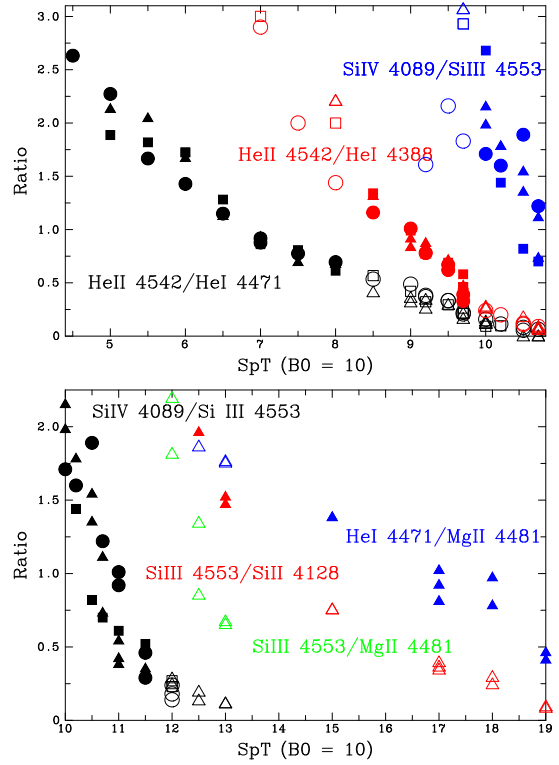 3.0
2.5
2.0
1.5
1.0
0.5
0
Ratio
SiIV 4089/SiIII 4553
HeII 4542/HeI 4388
HeII 4542/HeI 4471
5 6 7 8 9 10
SpT (B0 = 10)
2.0
1.5
1.0
0.5
0
Ratio
SiIV 4089/Si III 4553
HeI 4471/MgII 4481
SiIII 4553/SiII 4128
SiIII 4553/MgII 4481
10 11 12 13 14 15 16 17 18 19
SpT (B0 = 10)